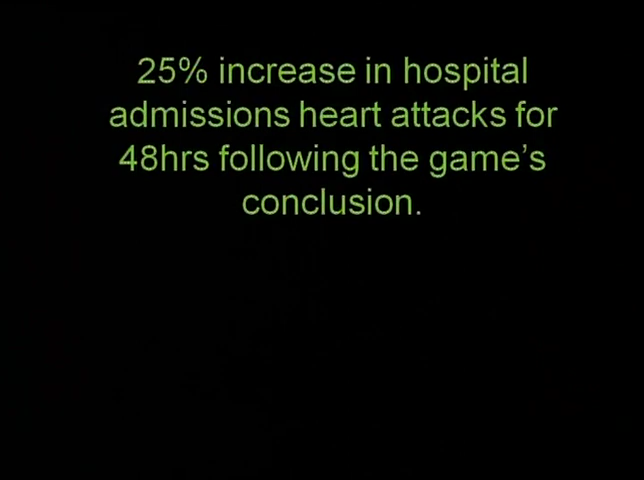 25% increase in hospital
admissions heart attacks for
48hrs following the game’s
conclusion.